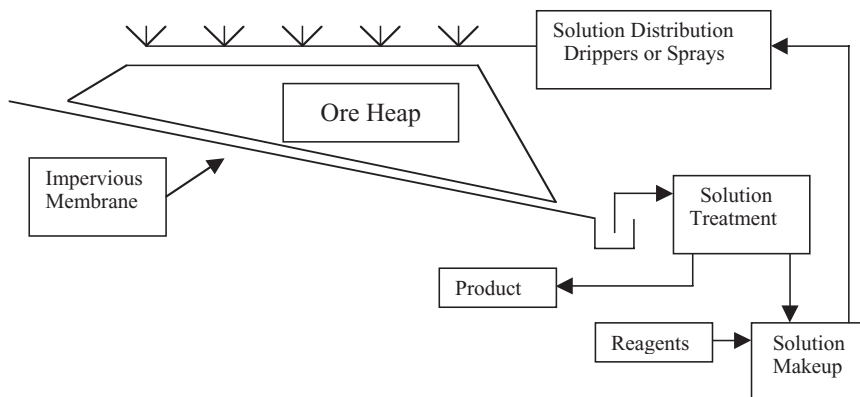 Solution Distribution
Drippers or Sprays
Ore Heap
Impervious
Membrane
Solution
Treatment
Product
Reagents
Solution
Makeup